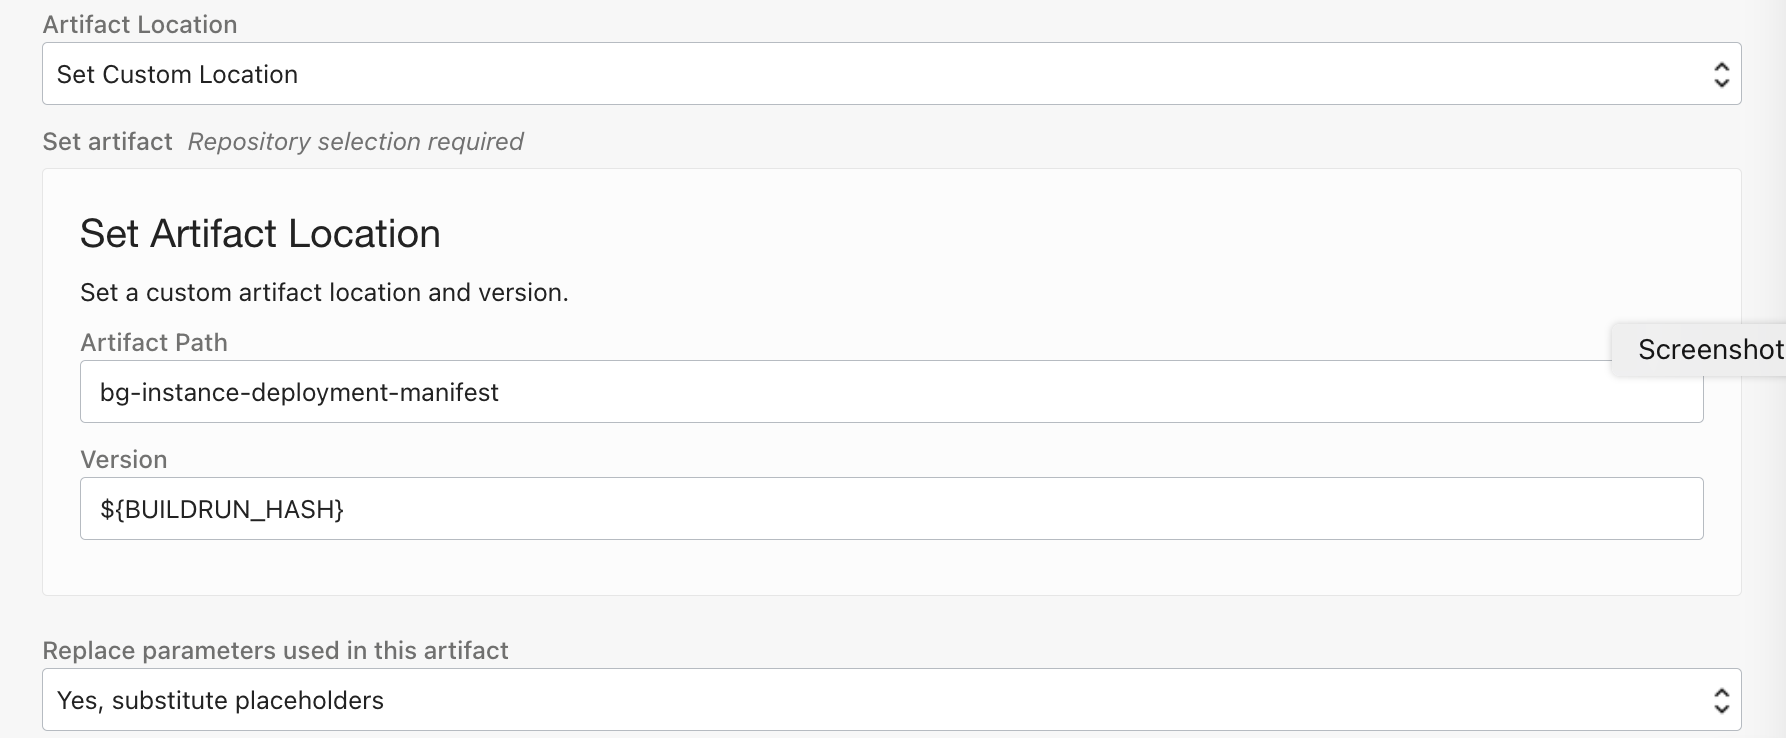 Artifact Location
Set Custom Location
Set artifact Repository selection required
Set Artifact Location
Set a custom artifact location and version.
Artifact Path
Screenshot
bg-instance-deployment-manifest
Version
${BUILDRUN_HASH}
Replace parameters used in this artifact
Yes, substitute placeholders